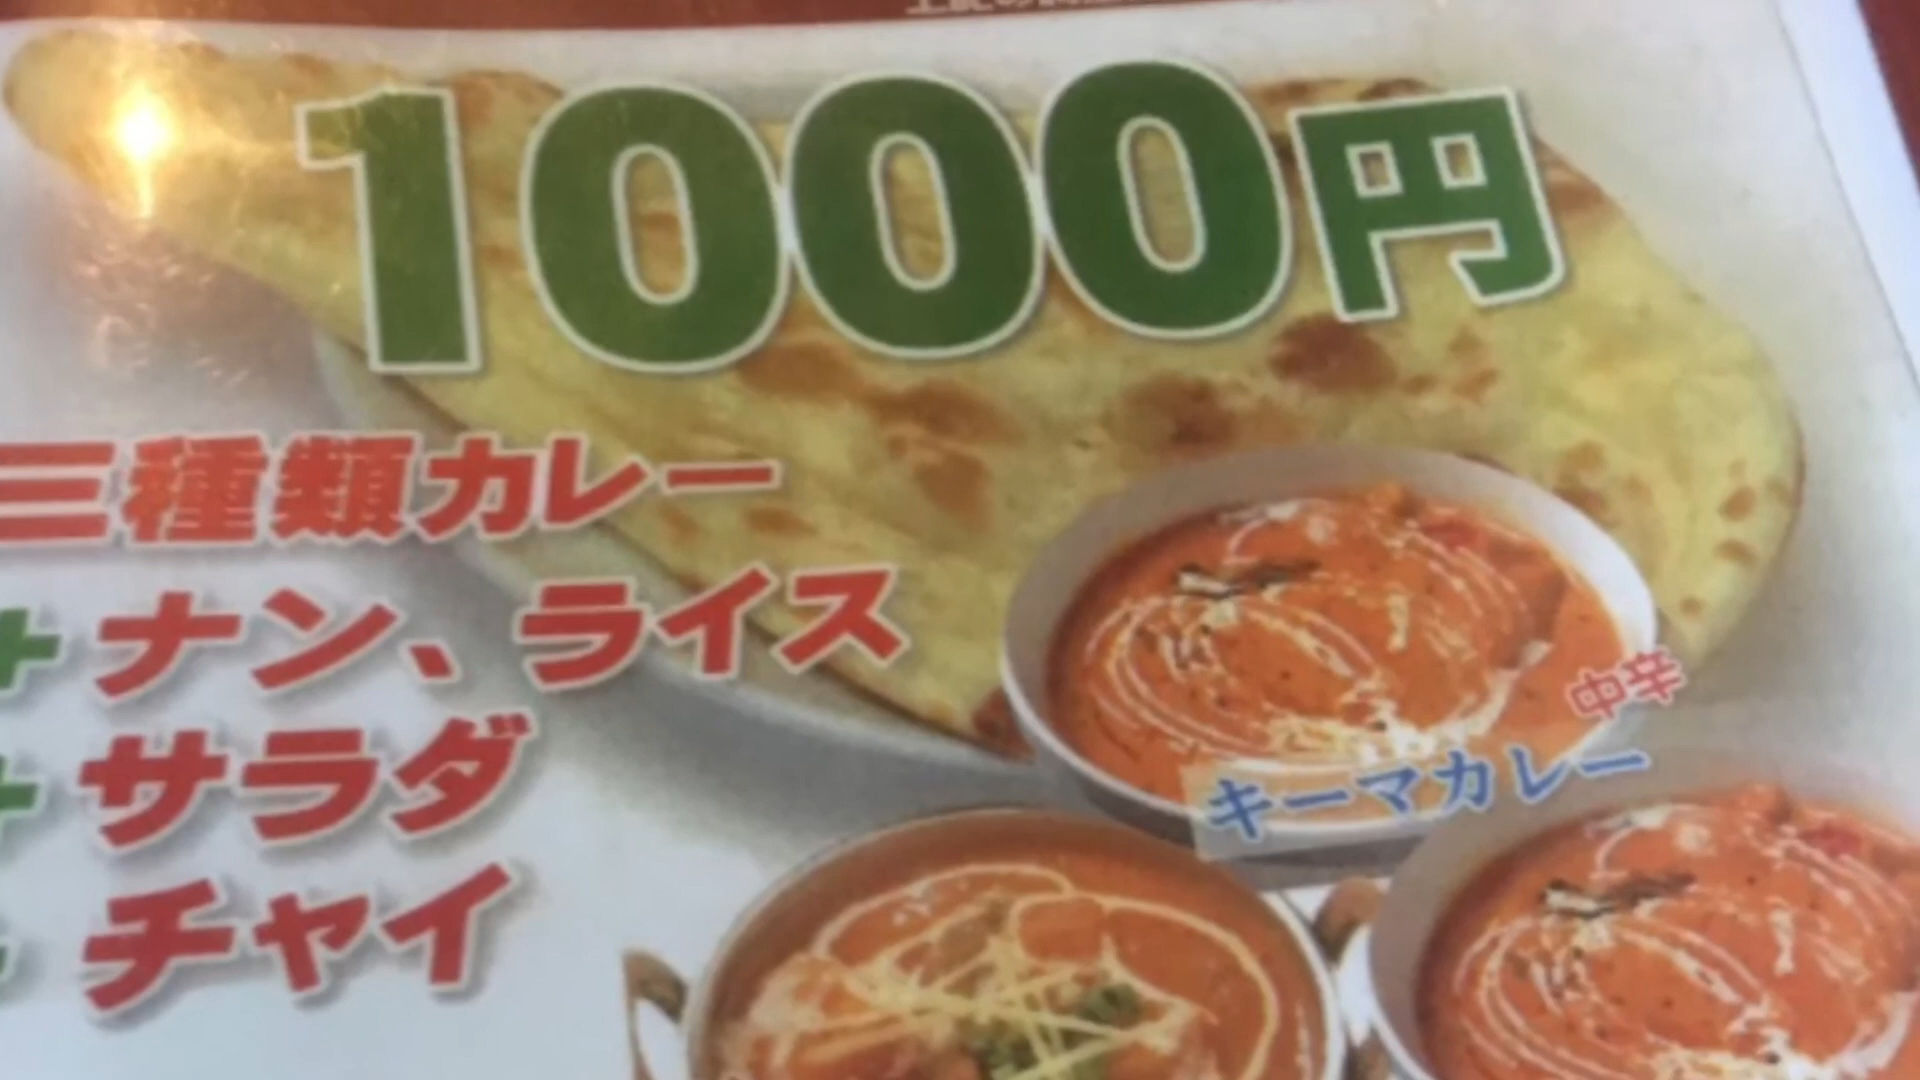 1000円
三種類カレー
+ ナン、ライス
+ サラダ
+ チャイ
中辛
キーマカレー